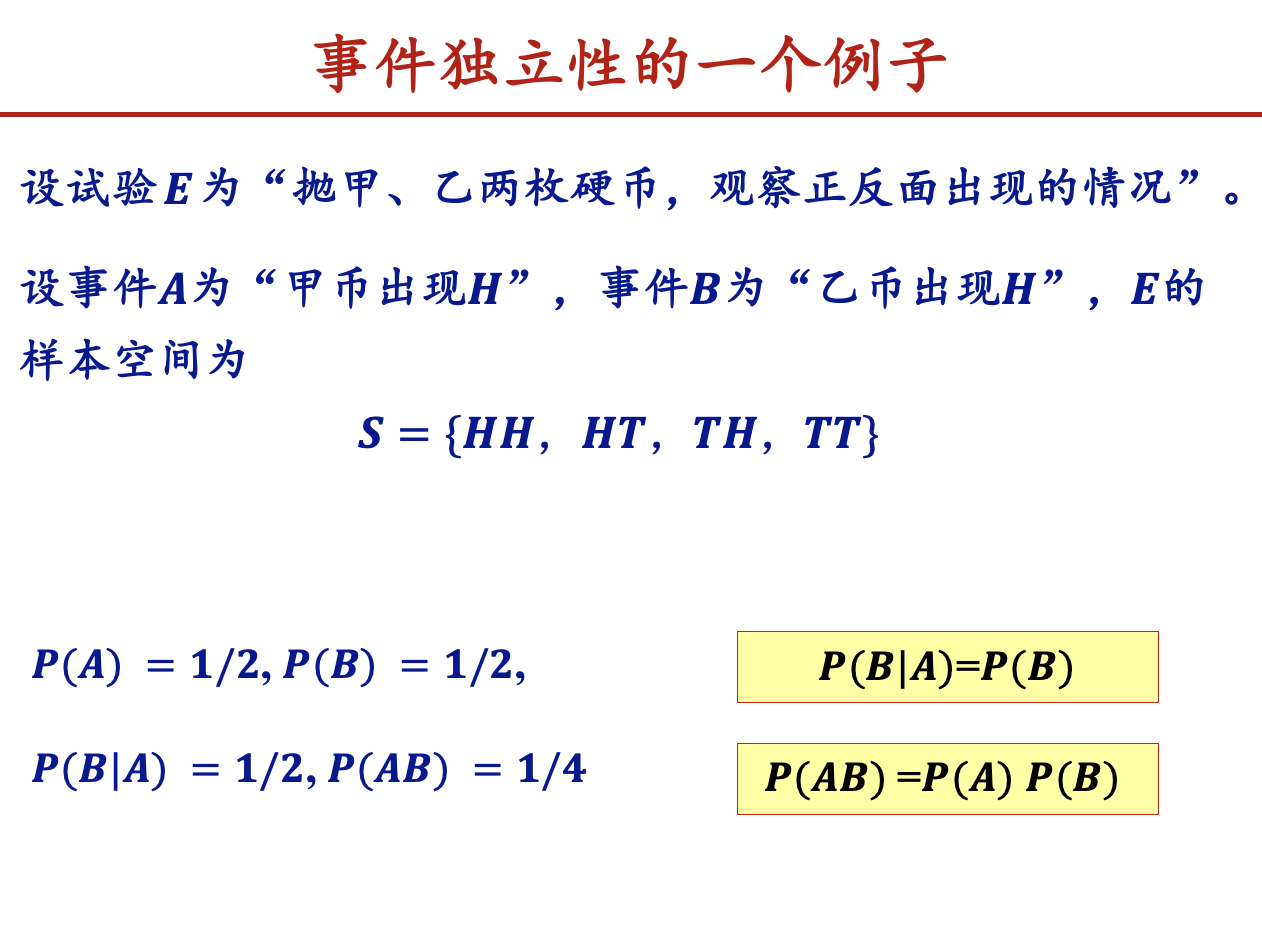 事件独立性的一个例子
设试验E为“抛甲、乙两枚硬币，观察正反面出现的情况”。
设事件A为“甲币出现H”，事件B为“乙币出现H”，E的
样本空间为
S = {HH, HT, TH, TT}
P(A) = 1/2, P(B) = 1/2,
P(B|A)=P(B)
P(B|A) = 1/2, P(AB) = 1/4
P(AB) =P(A) P(B)